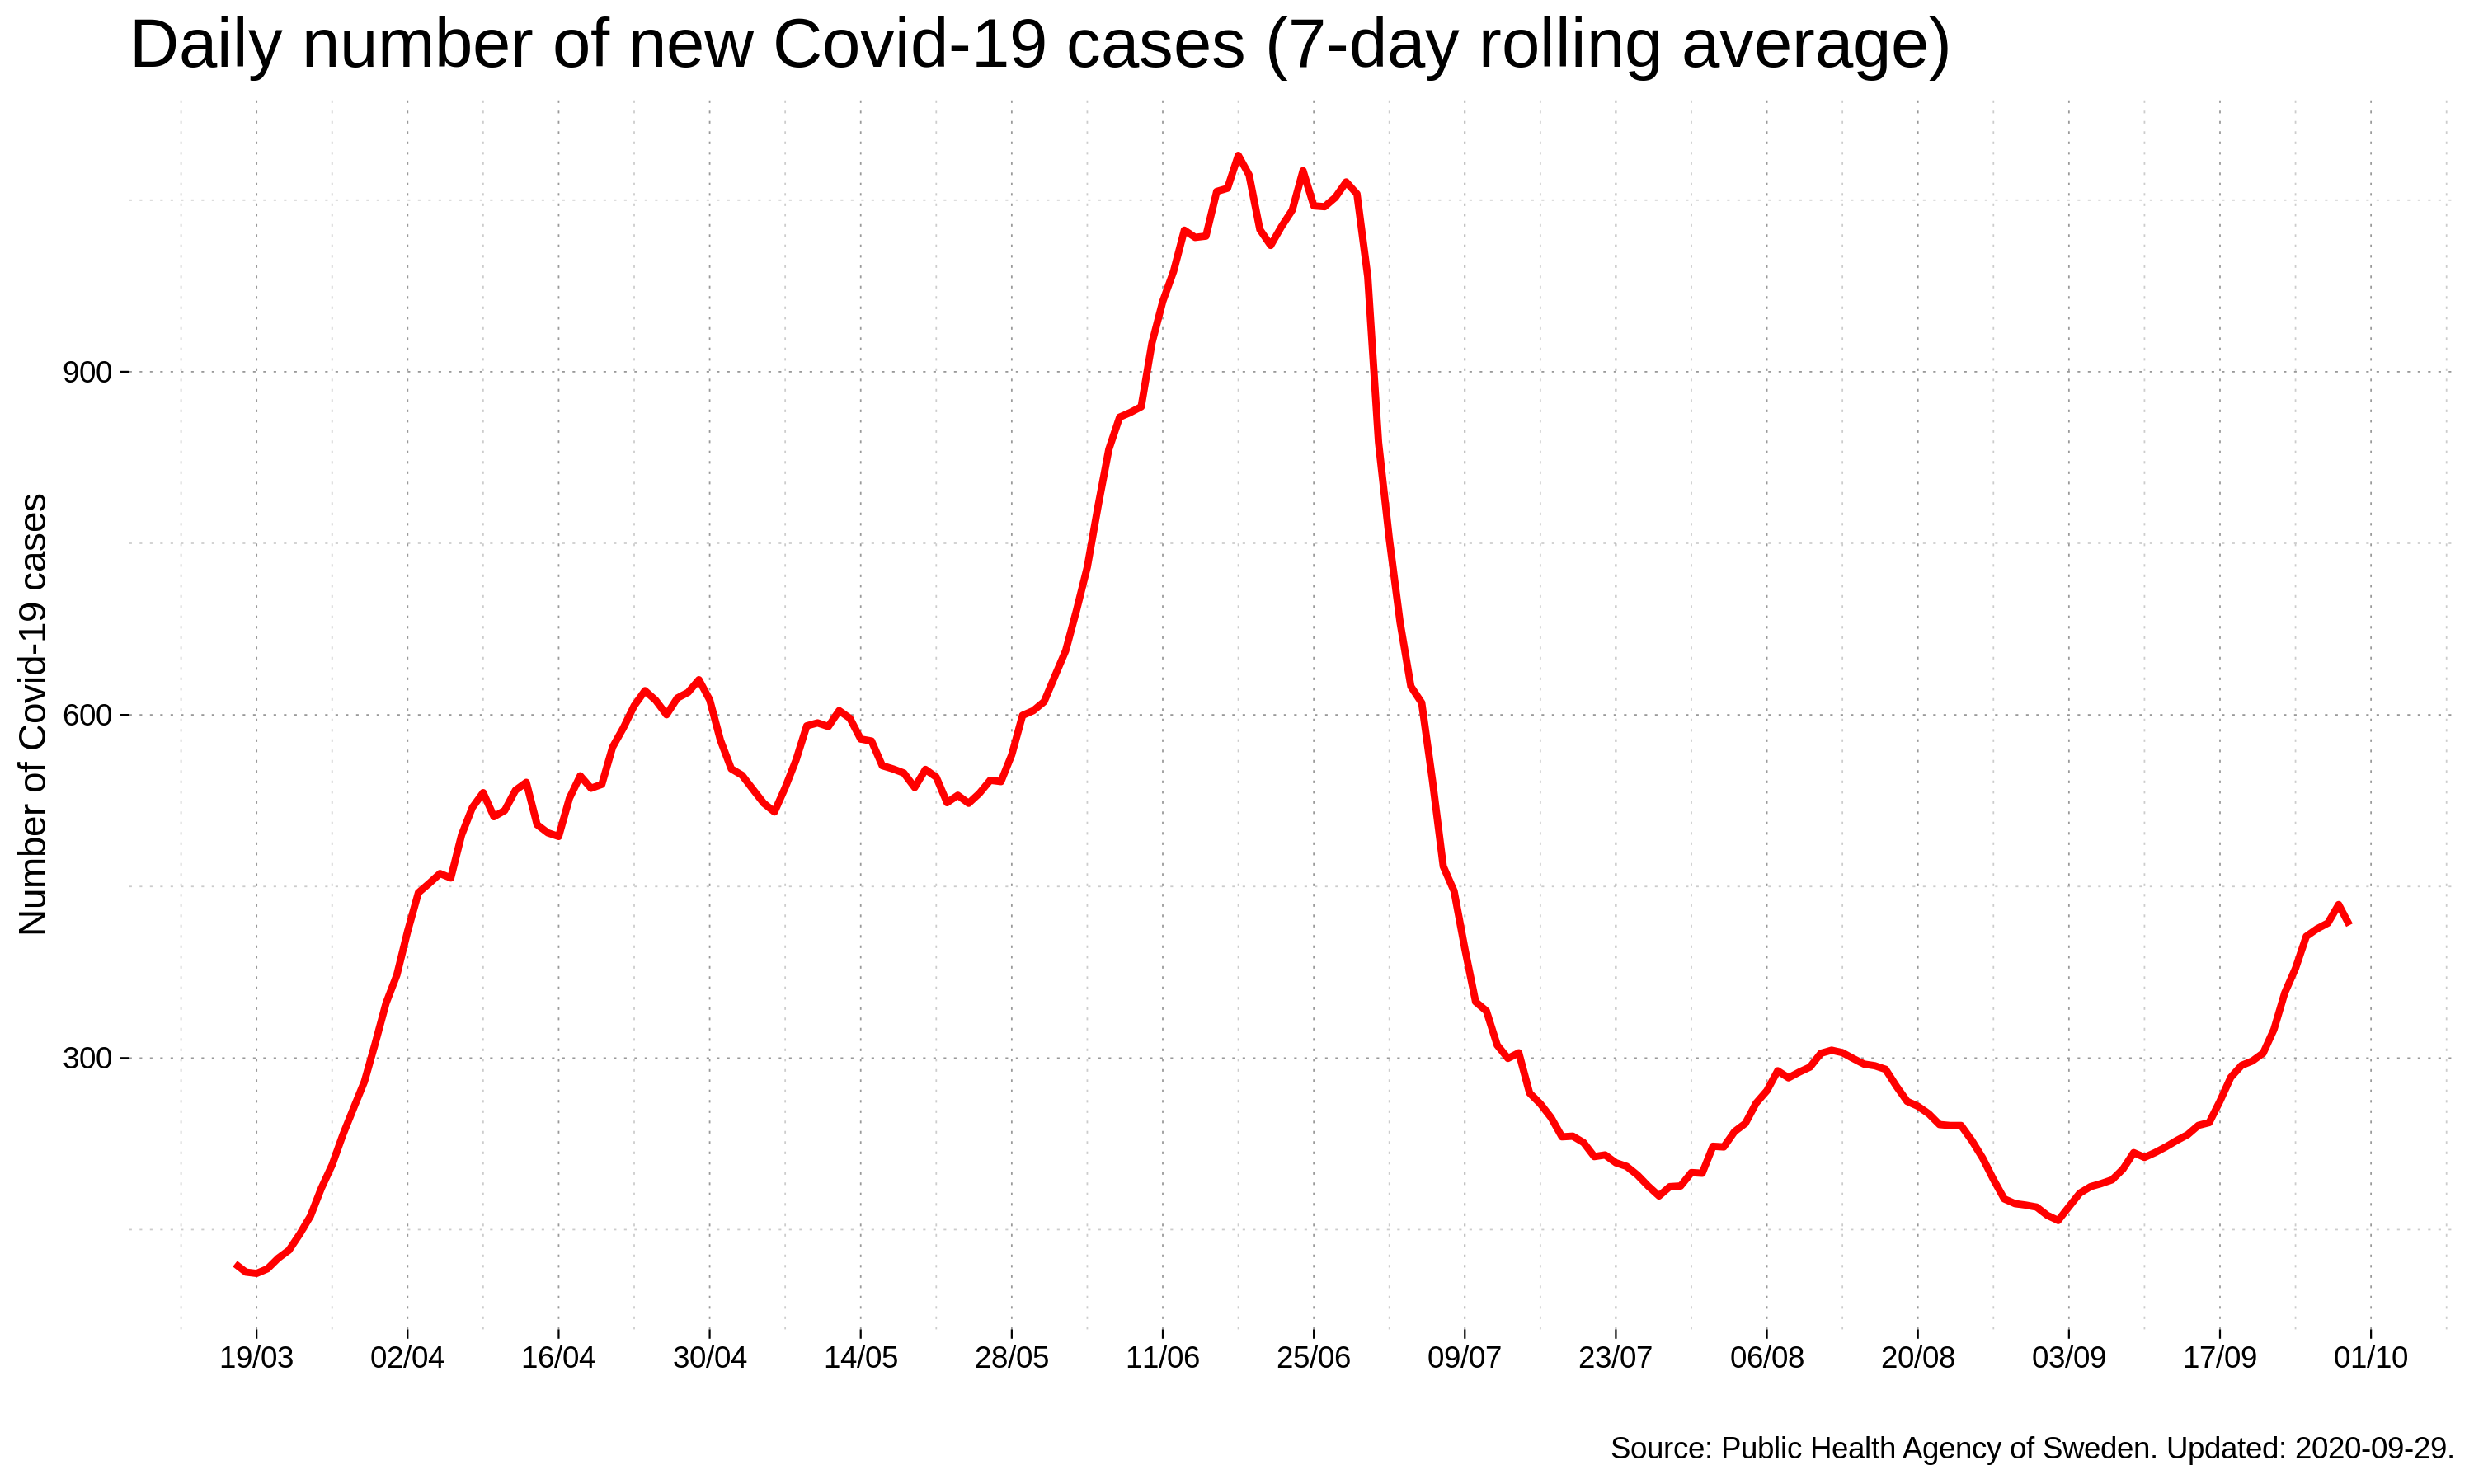 Daily number of new Covid-19 cases (7-day rolling average)
Number of Covid-19 cases
900
600
300
19/03 02/04 16/04 30/04 14/05 28/05 11/06 25/06 09/07 23/07 06/08 20/08 03/09 17/09 01/10
Source: Public Health Agency of Sweden. Updated: 2020-09-29.